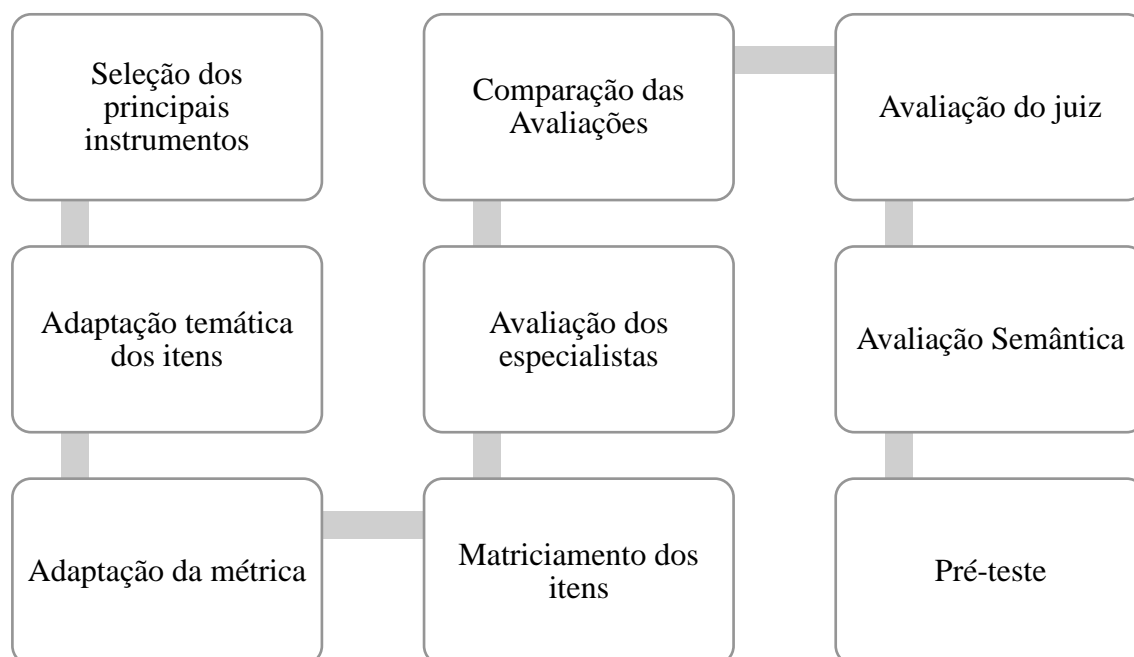 Seleção dos
principais
instrumentos
Adaptação temática
dos itens
Adaptação da métrica
Matriciamento dos
itens
Avaliação dos
especialistas
Comparação das
Avaliações
Avaliação do juiz
Avaliação Semântica
Pré-teste